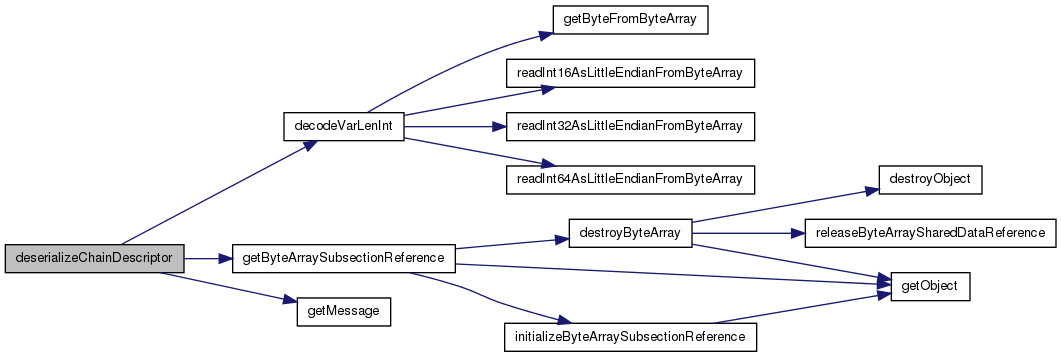 getByteFromByteArray
readInt16AsLittleEndianFromByteArray
decodeVarLenInt
readInt32AsLittleEndianFromByteArray
readInt64AsLittleEndianFromByteArray
destroyObject
destroyByteArray
releaseByteArraySharedDataReference
deserializeChainDescriptor
getByteArraySubsectionReference
getObject
getMessage
initializeByteArraySubsectionReference